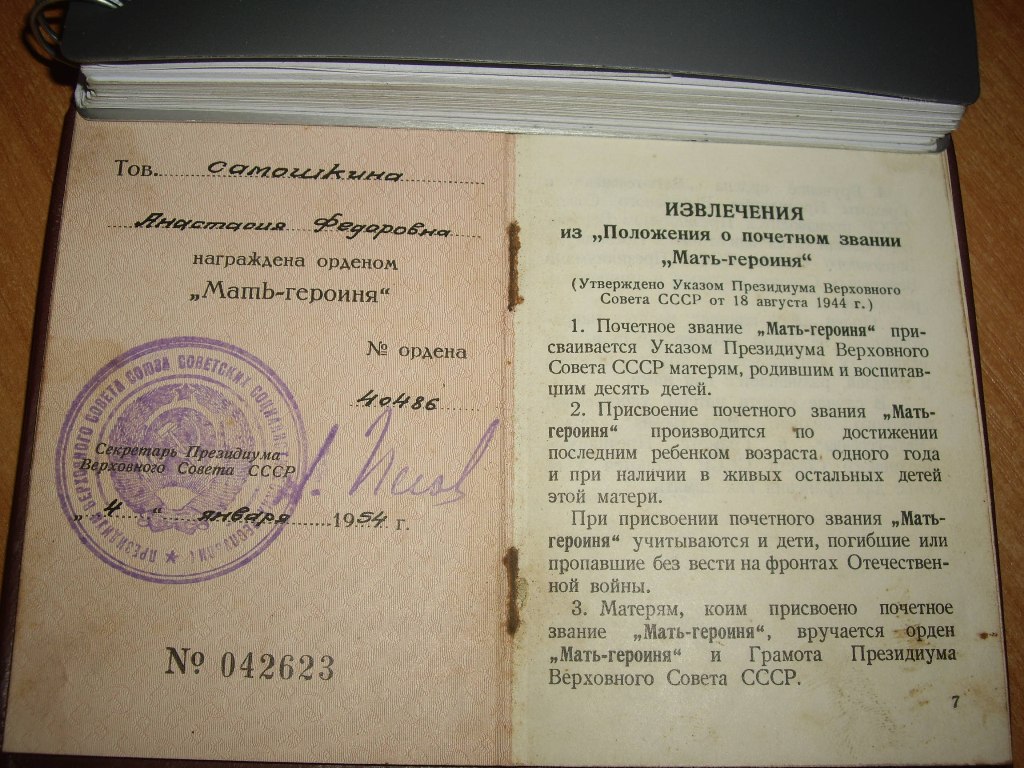 Тов. Самошкина
Анастасия Федаровна
награждена орденом
„Мать-героиня“
№ ордена
40486
Секретарь Президиума
Верховного Совета СССР
„ 4 “ января 1954 г.
№ 042623
ИЗВЛЕЧЕНИЯ
из „Положения о почетном звании
„Мать-героиня“
(Утверждено Указом Президиума Верховного
Совета СССР от 18 августа 1944 г.)
1. Почетное звание „Мать-героиня“ при-
сваивается Указом Президиума Верховного
Совета СССР матерям, родившим и воспитав-
шим десять детей.
2. Присвоение почетного звания „Мать-
героиня“ производится по достижении
последним ребенком возраста одного года
и при наличии в живых остальных детей
этой матери.
При присвоении почетного звания „Мать-
героиня“ учитываются и дети, погибшие или
пропавшие без вести на фронтах Отечествен-
ной войны.
3. Матерям, коим присвоено почетное
звание „Мать-героиня“, вручается орден
„Мать-героиня“ и Грамота Президиума
Верховного Совета СССР.
7